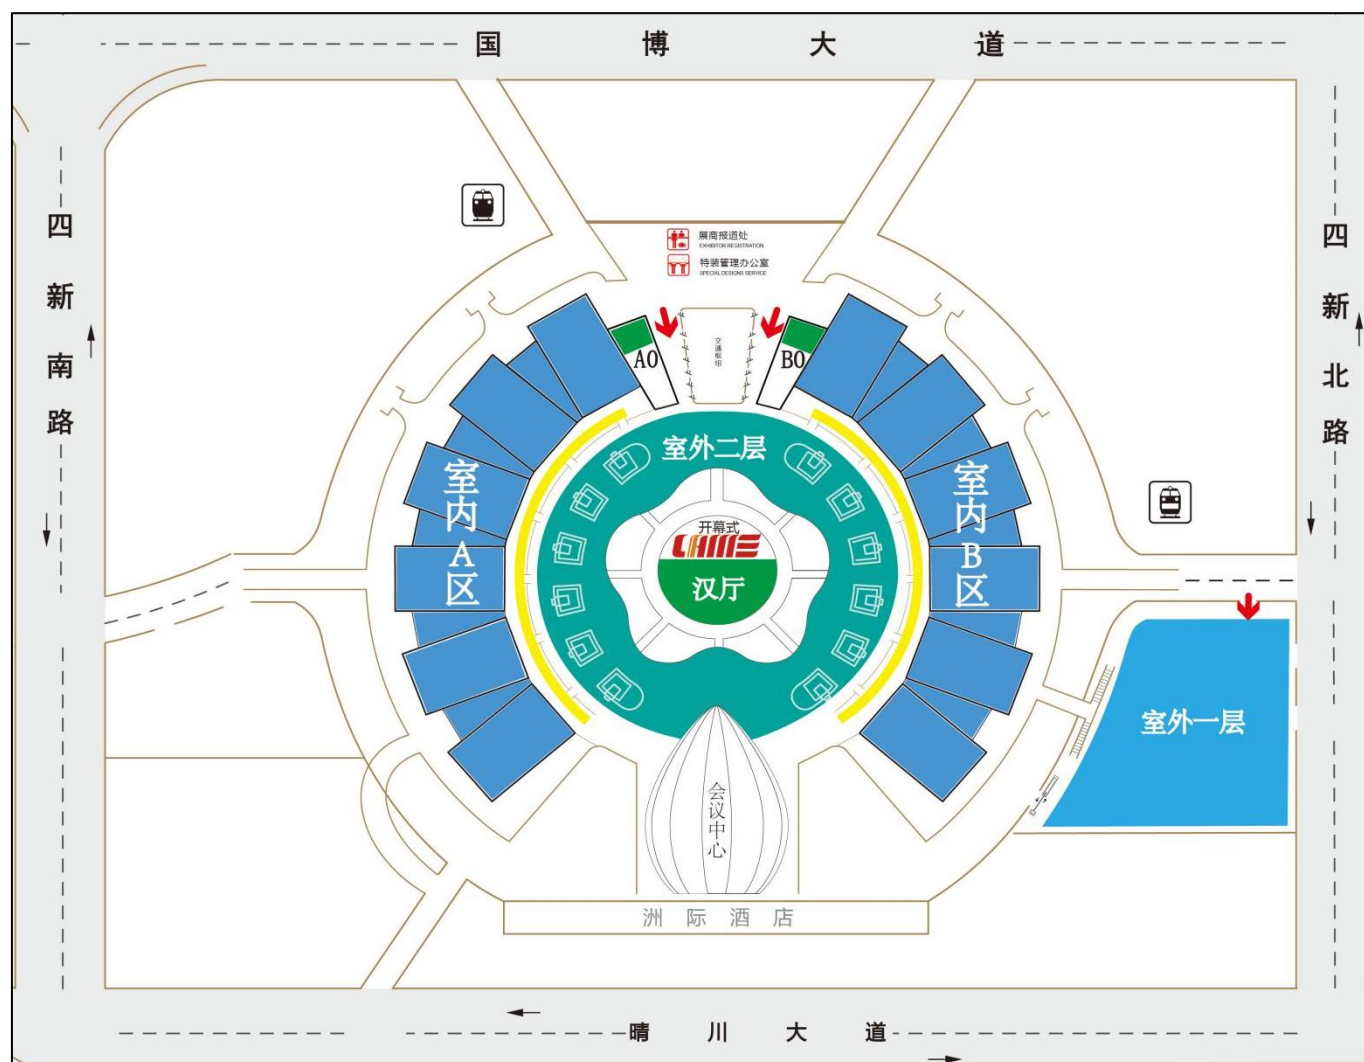 国博大道
四新南路
四新北路
展商报道处
EXHIBITOR REGISTRATION
特装管理办公室
SPECIAL DESIGNS SERVICE
交通枢纽
A0
B0
室外二层
室内A区
室内B区
开幕式
CAME
汉厅
室外一层
会议中心
洲际酒店
晴川大道